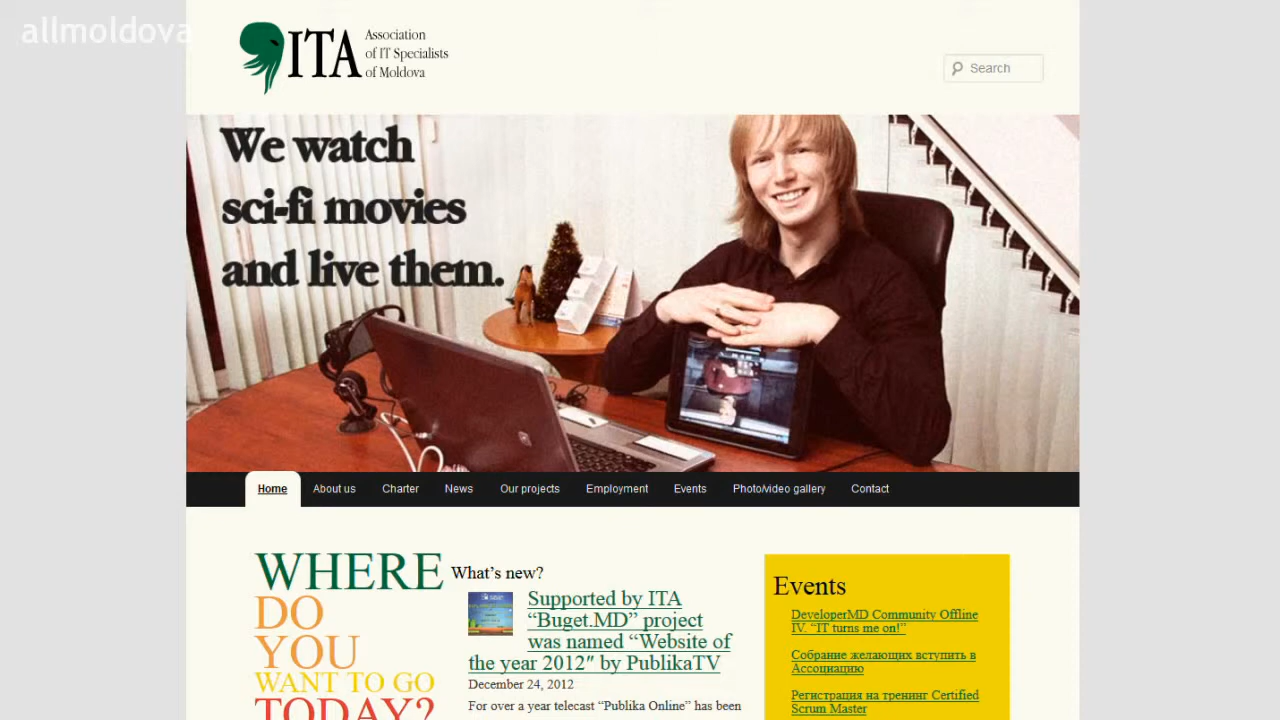 allmoldova
ITA
Association
of IT Specialists
of Moldova
Search
We watch
sci-fi movies
and live them.
Home
About us
Charter
News
Our projects
Employment
Events
Photo/video gallery
Contact
WHERE
DO
YOU
WANT TO GO
TODAY?
What's new?
Supported by ITA
“Buget.MD” project
was named “Website of
the year 2012″ by PublikaTV
December 24, 2012
For over a year telecast “Publika Online” has been
Events
DeveloperMD Community Offline
IV. “IT turns me on!”
Собрание желающих вступить в
Ассоциацию
Регистрация на тренинг Certified
Scrum Master